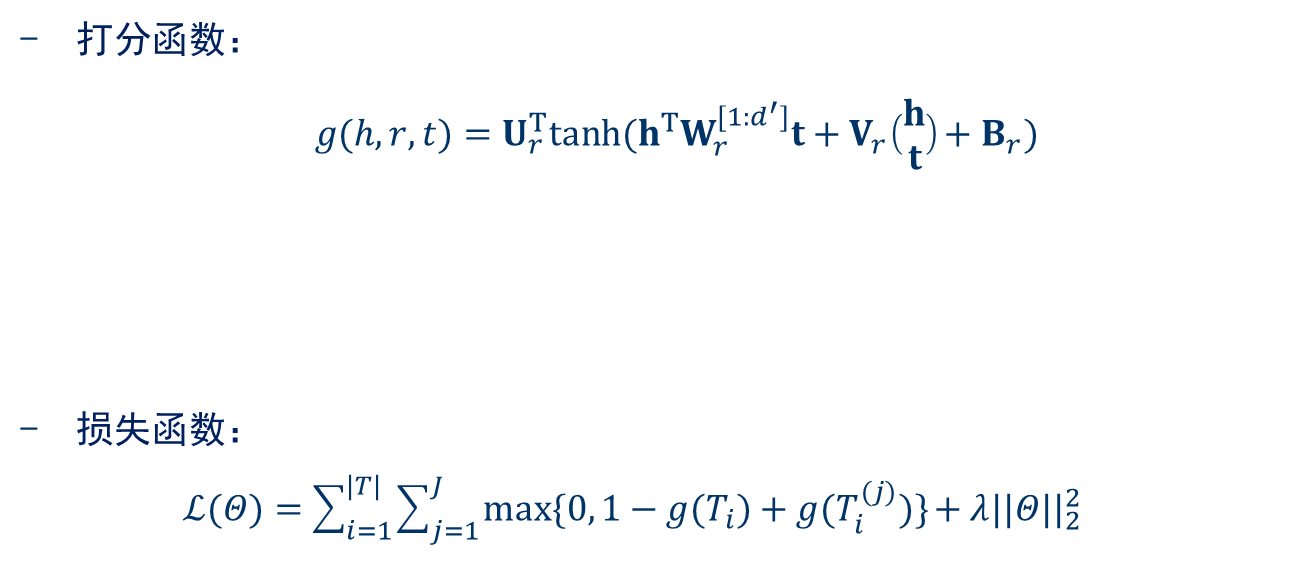 – 打分函数：
g(h, r, t) = U_r^T tanh(h^T W_r^{[1:d′]} t + V_r (h t) + B_r)
– 损失函数：
ℒ(Θ) = ∑_{i=1}^{|T|} ∑_{j=1}^{J} max{0, 1 − g(T_i) + g(T_i^{(j)})} + λ||Θ||_2^2